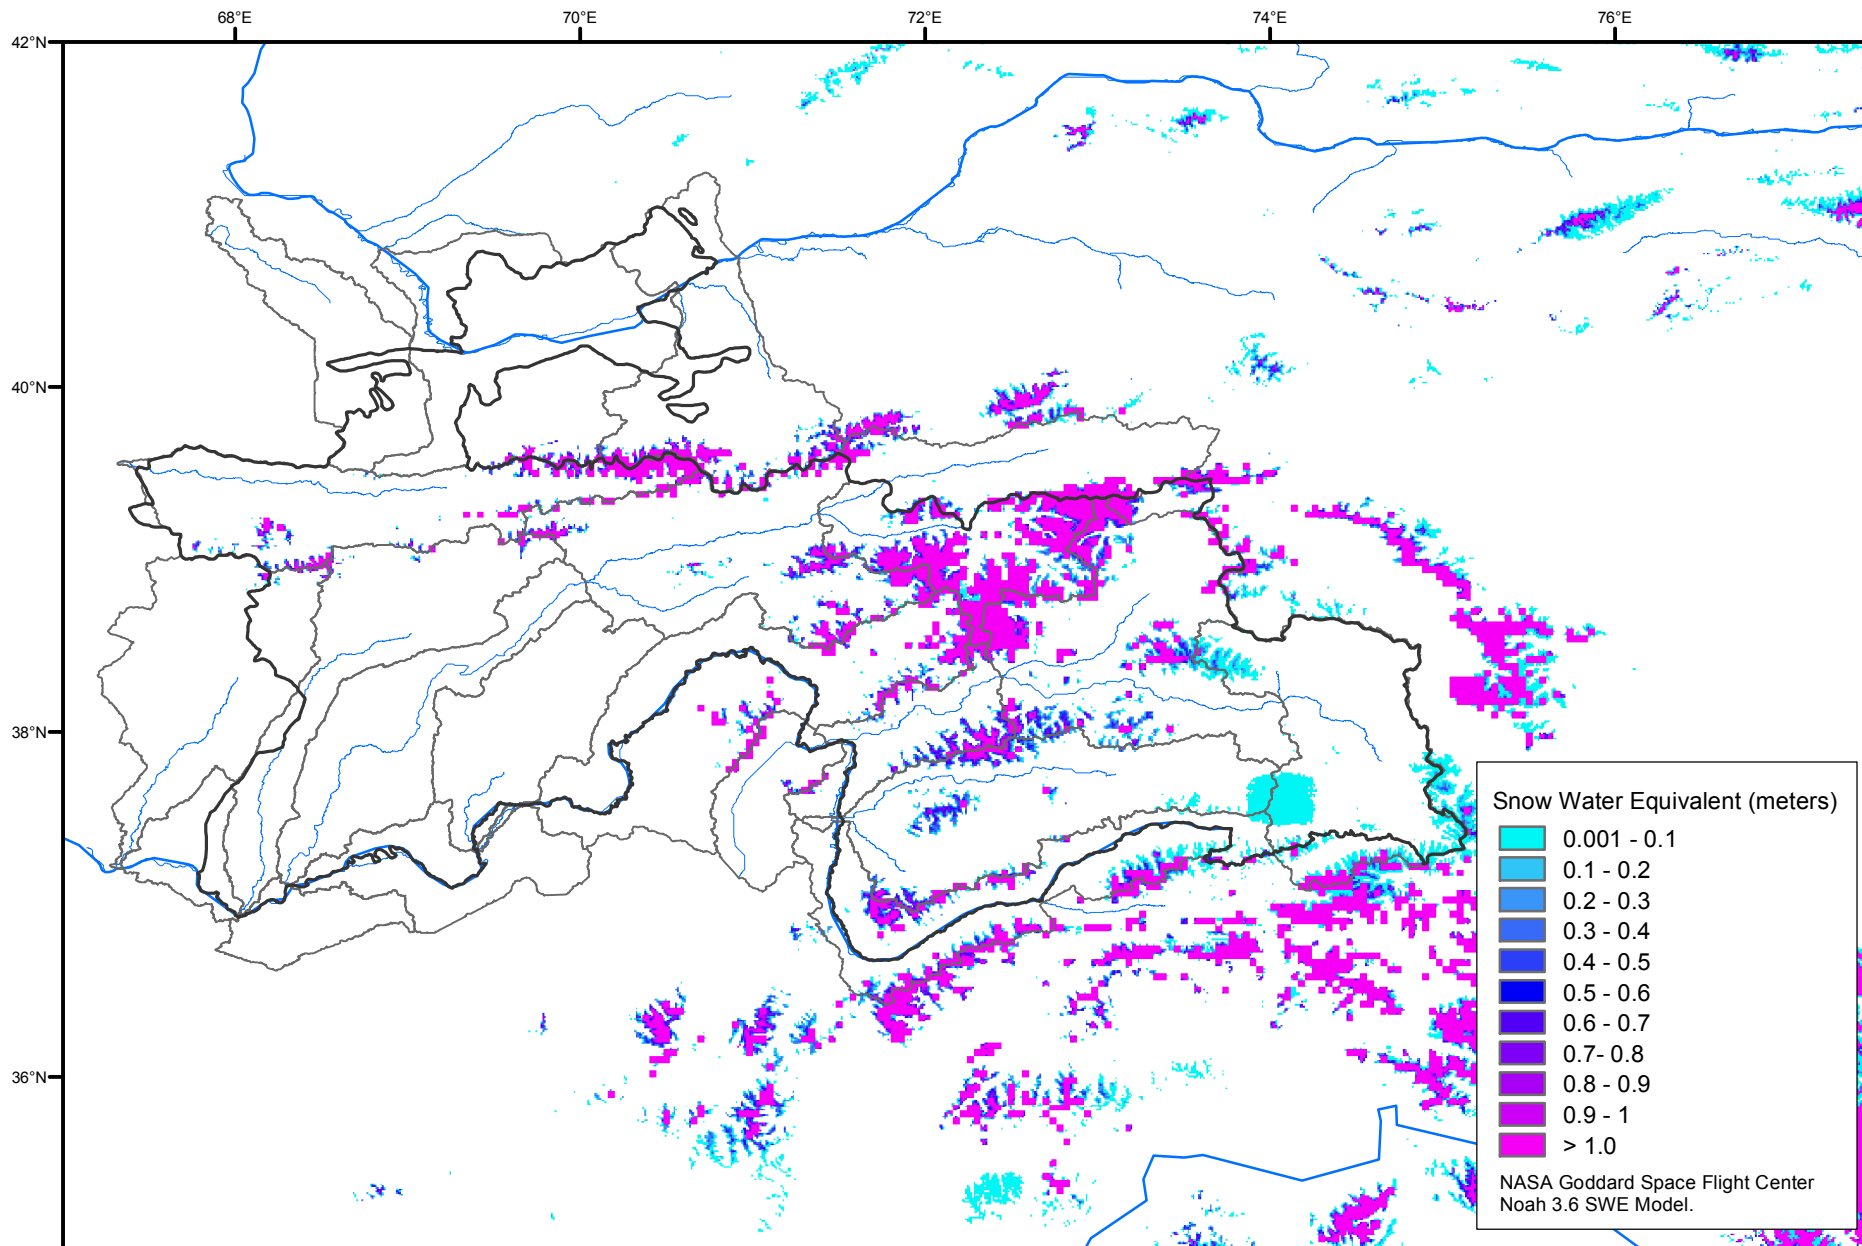 68°E 70°E 72°E 74°E 76°E
42°N
40°N
38°N
36°N
Snow Water Equivalent (meters)
0.001 - 0.1
0.1 - 0.2
0.2 - 0.3
0.3 - 0.4
0.4 - 0.5
0.5 - 0.6
0.6 - 0.7
0.7- 0.8
0.8 - 0.9
0.9 - 1
> 1.0
NASA Goddard Space Flight Center
Noah 3.6 SWE Model.